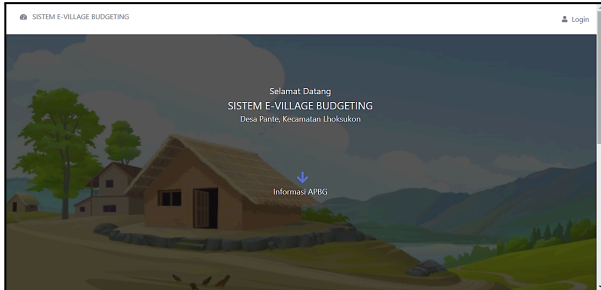 SISTEM E-VILLAGE BUDGETING
Login
Selamat Datang
SISTEM E-VILLAGE BUDGETING
Desa Pante, Kecamatan Lhoksukon
Informasi APBG